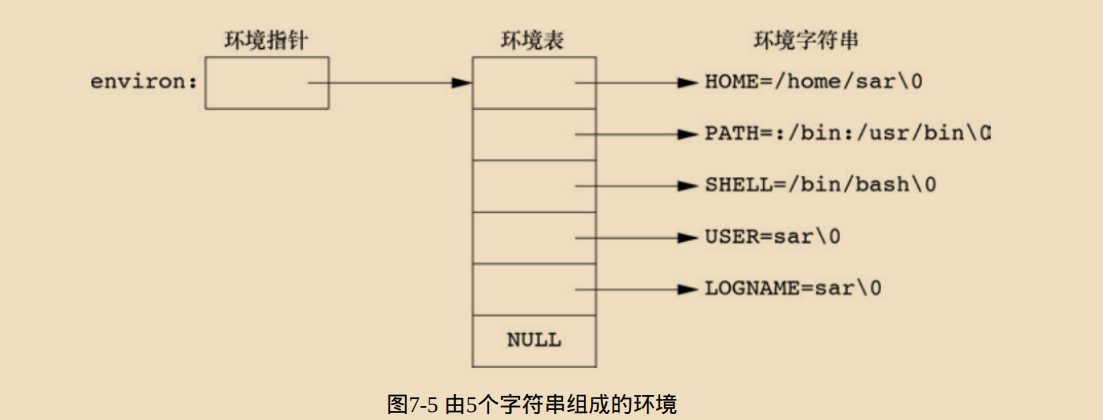 环境指针 环境表 环境字符串
environ: HOME=/home/sar\0
PATH=:/bin:/usr/bin\0
SHELL=/bin/bash\0
USER=sar\0
LOGNAME=sar\0
NULL
图7-5 由5个字符串组成的环境